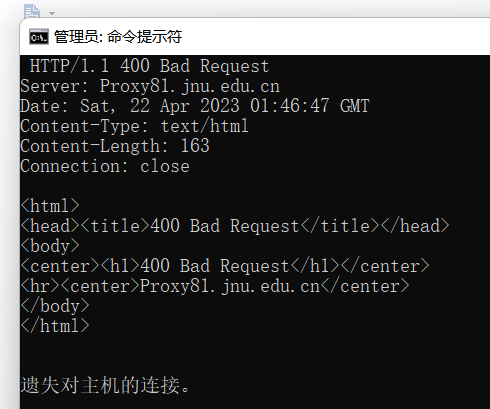 管理员: 命令提示符
HTTP/1.1 400 Bad Request
Server: Proxy81.jnu.edu.cn
Date: Sat, 22 Apr 2023 01:46:47 GMT
Content-Type: text/html
Content-Length: 163
Connection: close
<html>
<head><title>400 Bad Request</title></head>
<body>
<center><h1>400 Bad Request</h1></center>
<hr><center>Proxy81.jnu.edu.cn</center>
</body>
</html>
遗失对主机的连接。